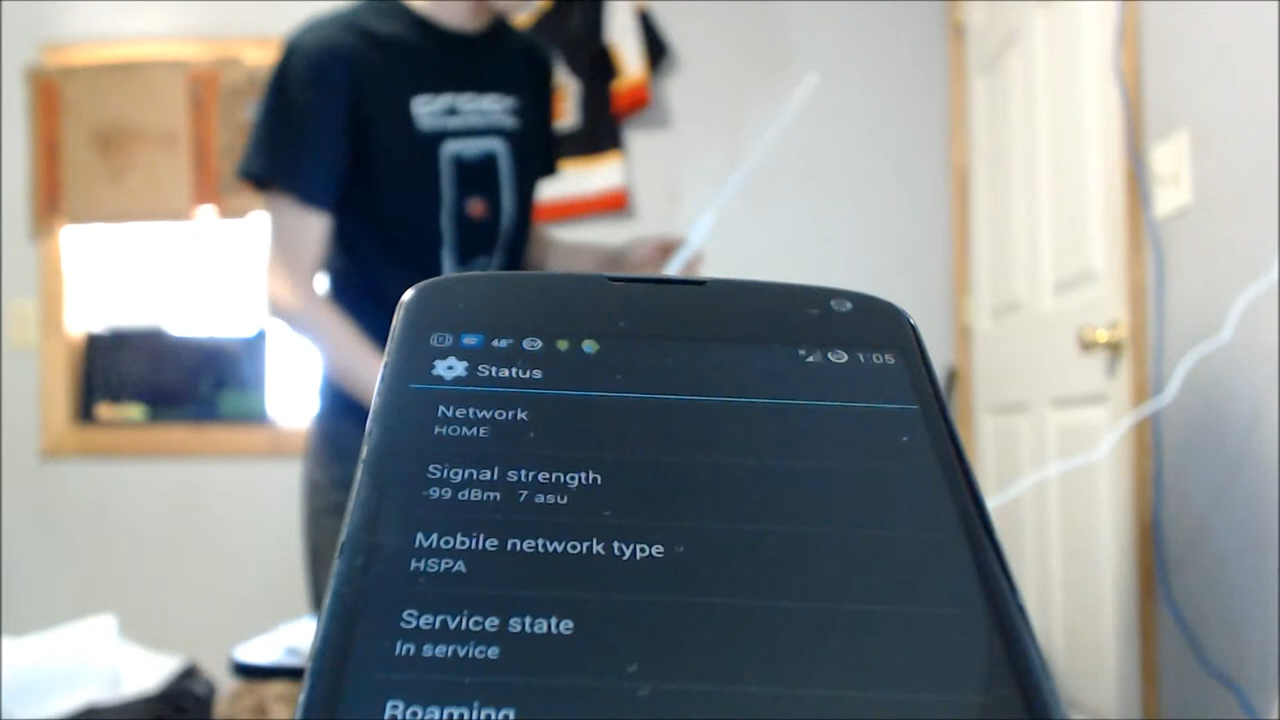 48° 1:05
Status
Network
HOME
Signal strength
-99 dBm 7 asu
Mobile network type
HSPA
Service state
In service
Roaming